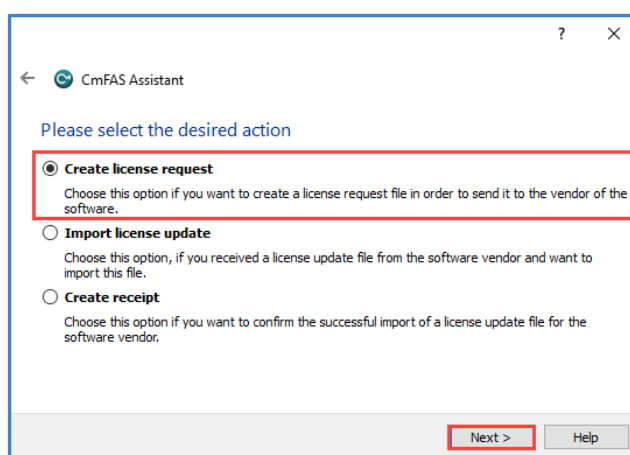 ?
CmFAS Assistant
Please select the desired action
Create license request
Choose this option if you want to create a license request file in order to send it to the vendor of the
software.
Import license update
Choose this option, if you received a license update file from the software vendor and want to
import this file.
Create receipt
Choose this option if you want to confirm the successful import of a license update file for the
software vendor.
Next > Help